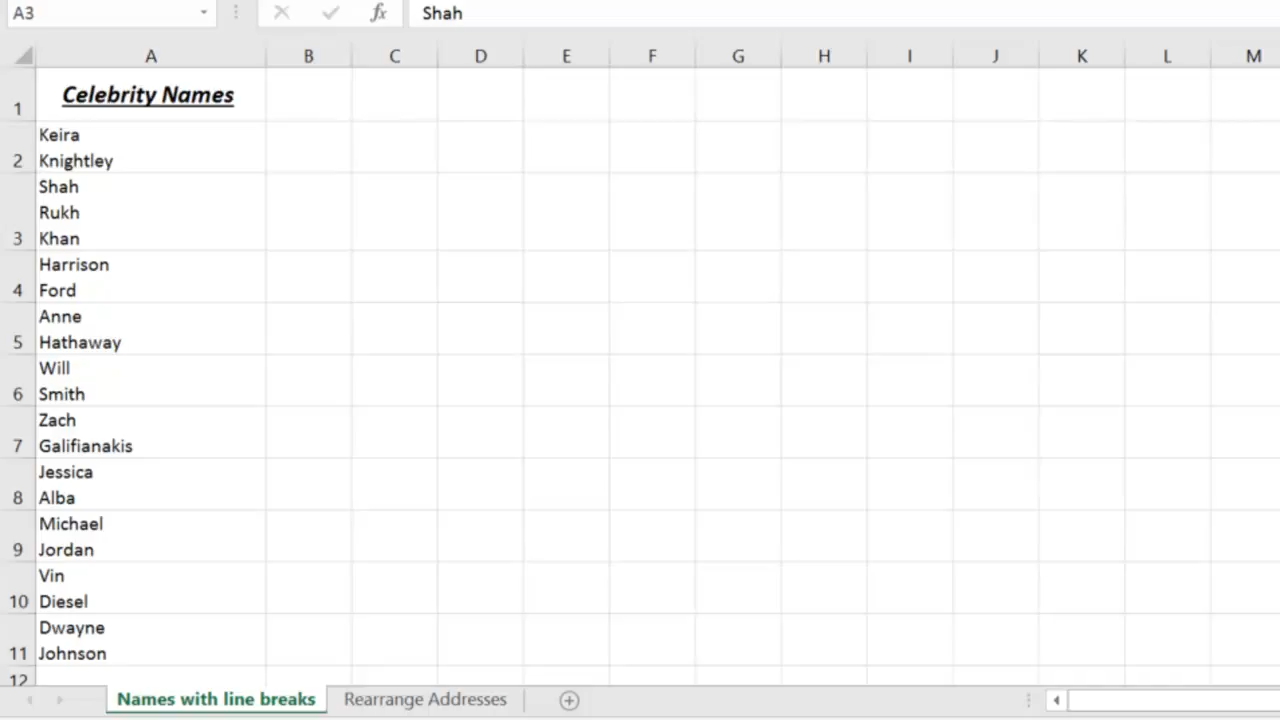 A3
fx Shah
A B C D E F G H I J K L M
1 Celebrity Names
Keira
2 Knightley
Shah
Rukh
3 Khan
Harrison
4 Ford
Anne
5 Hathaway
Will
6 Smith
Zach
7 Galifianakis
Jessica
8 Alba
Michael
9 Jordan
Vin
10 Diesel
Dwayne
11 Johnson
12
Names with line breaks Rearrange Addresses